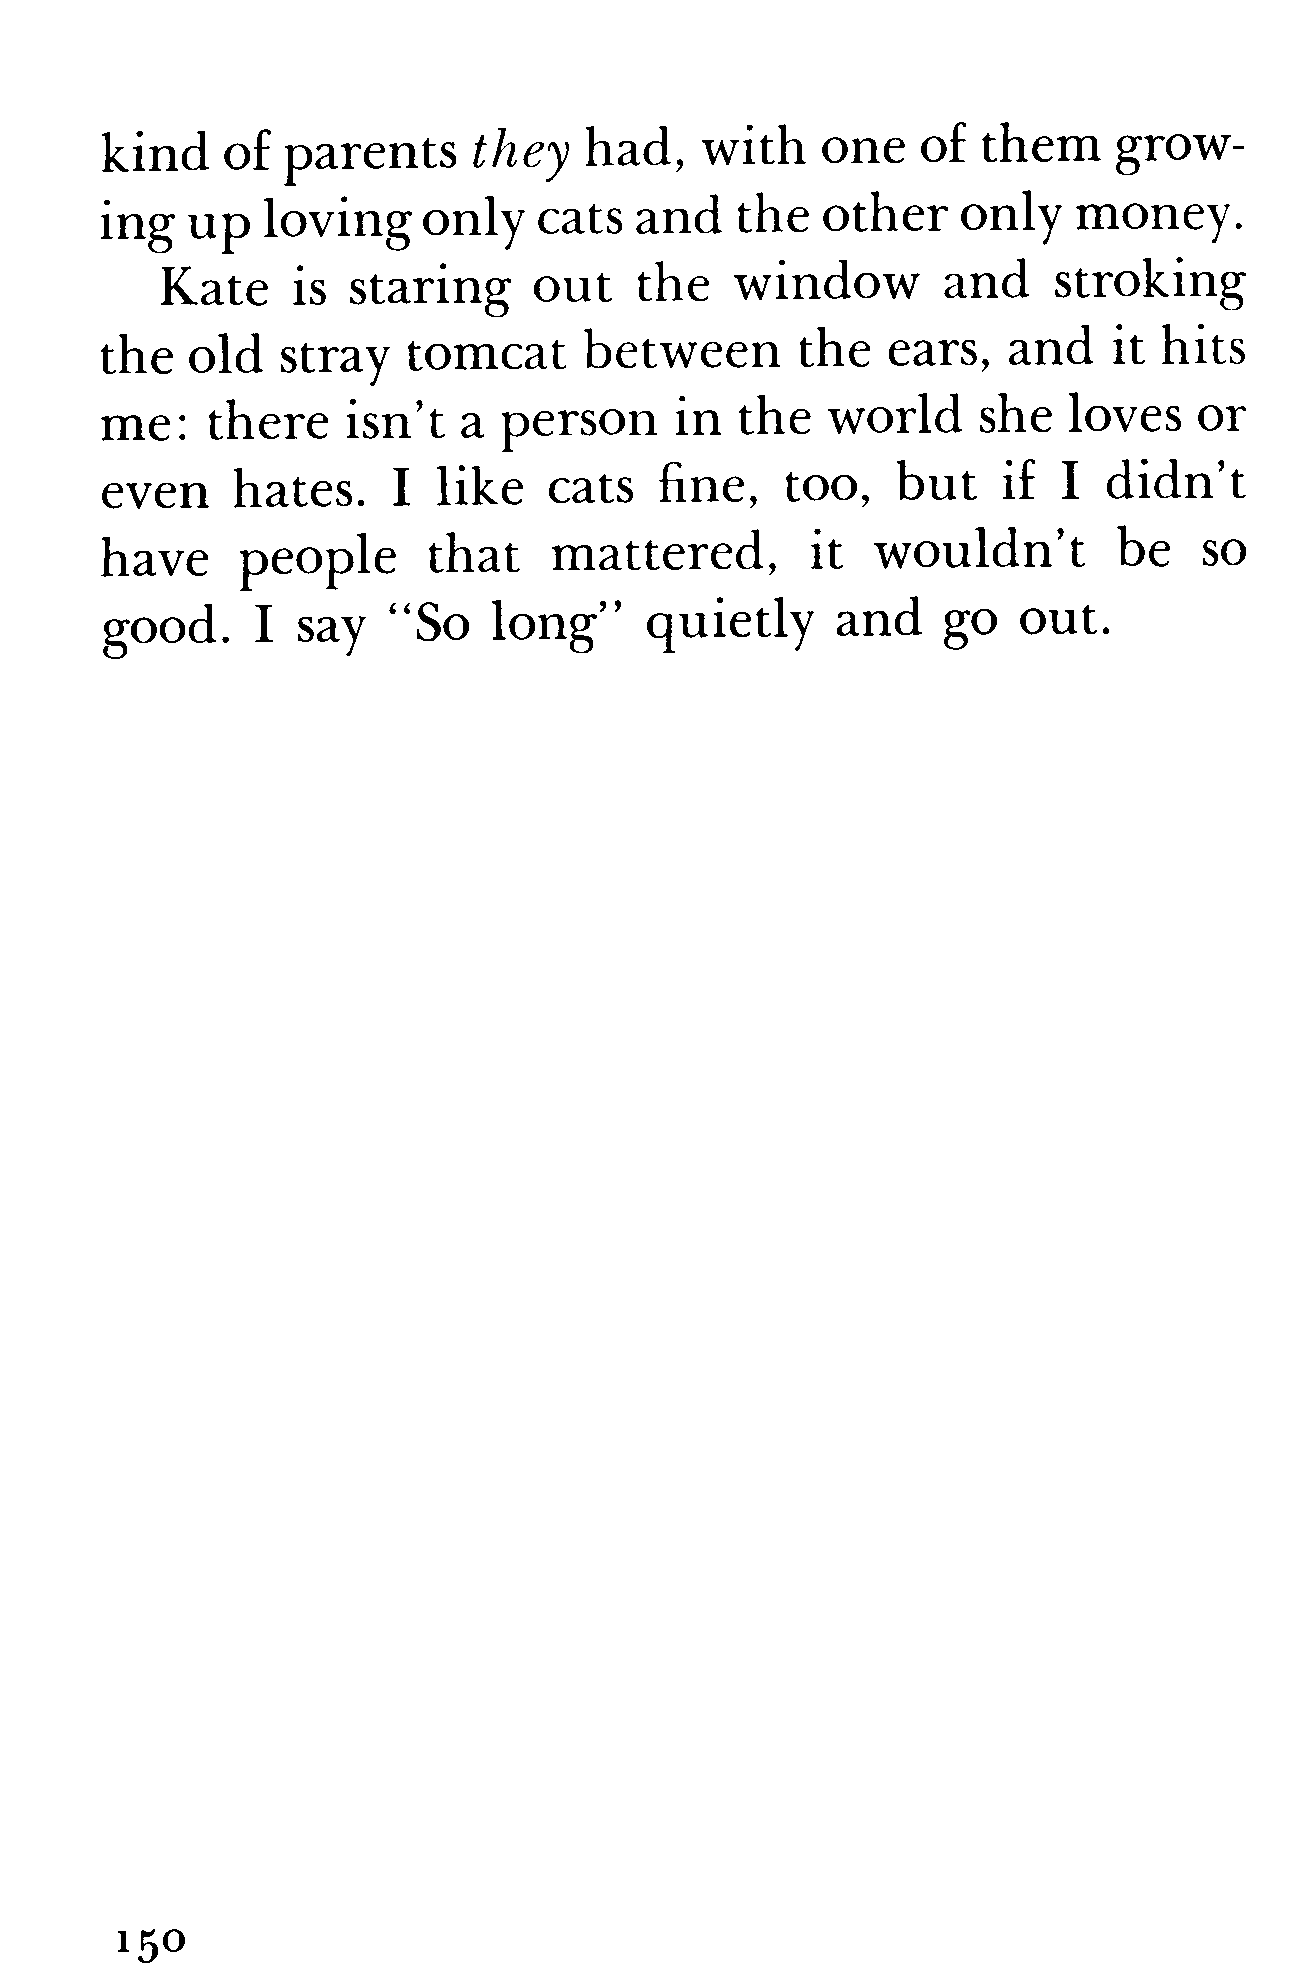 kind of parents they had, with one of them grow-
ing up loving only cats and the other only money.
Kate is staring out the window and stroking
the old stray tomcat between the ears, and it hits
me: there isn't a person in the world she loves or
even hates. I like cats fine, too, but if I didn't
have people that mattered, it wouldn't be so
good. I say “So long” quietly and go out.
150